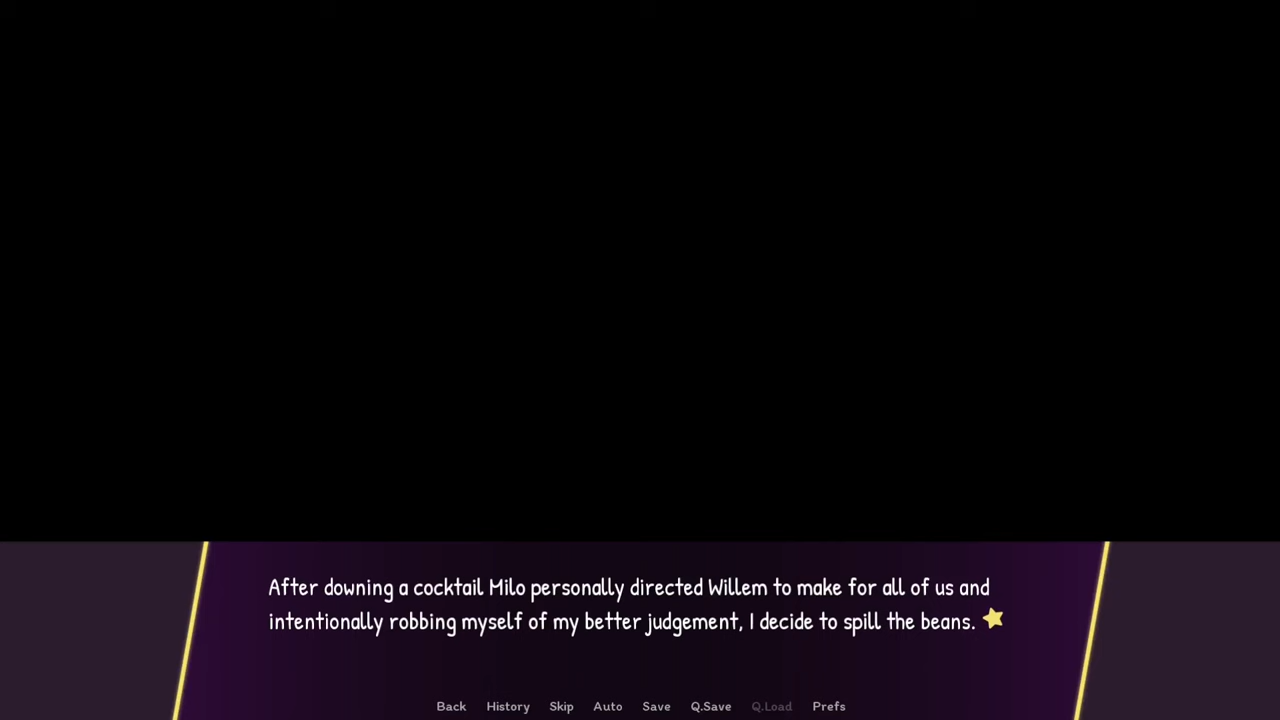 After downing a cocktail Milo personally directed Willem to make for all of us and
intentionally robbing myself of my better judgement, I decide to spill the beans.
Back History Skip Auto Save Q.Save Q.Load Prefs